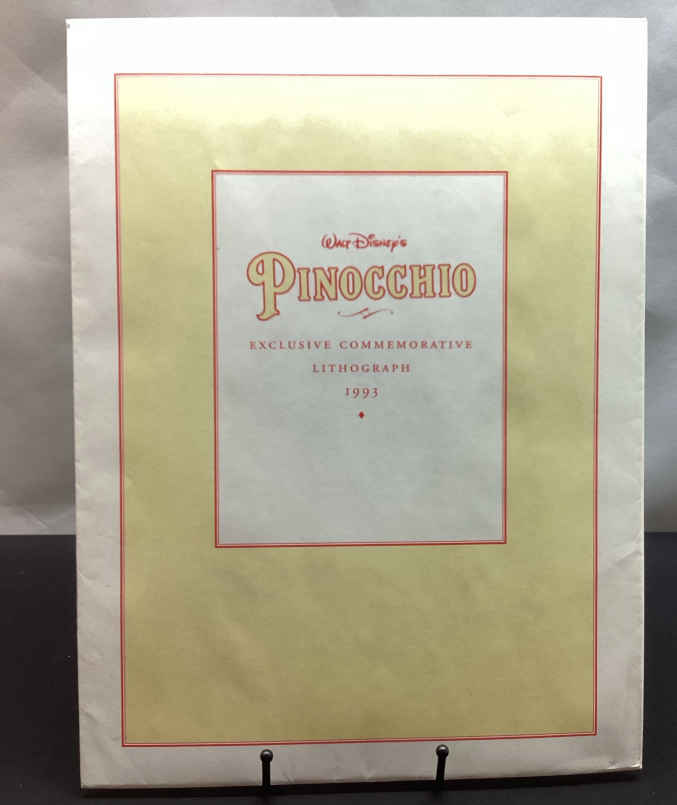 Walt Disney's
PINOCCHIO
EXCLUSIVE COMMEMORATIVE
LITHOGRAPH
1993